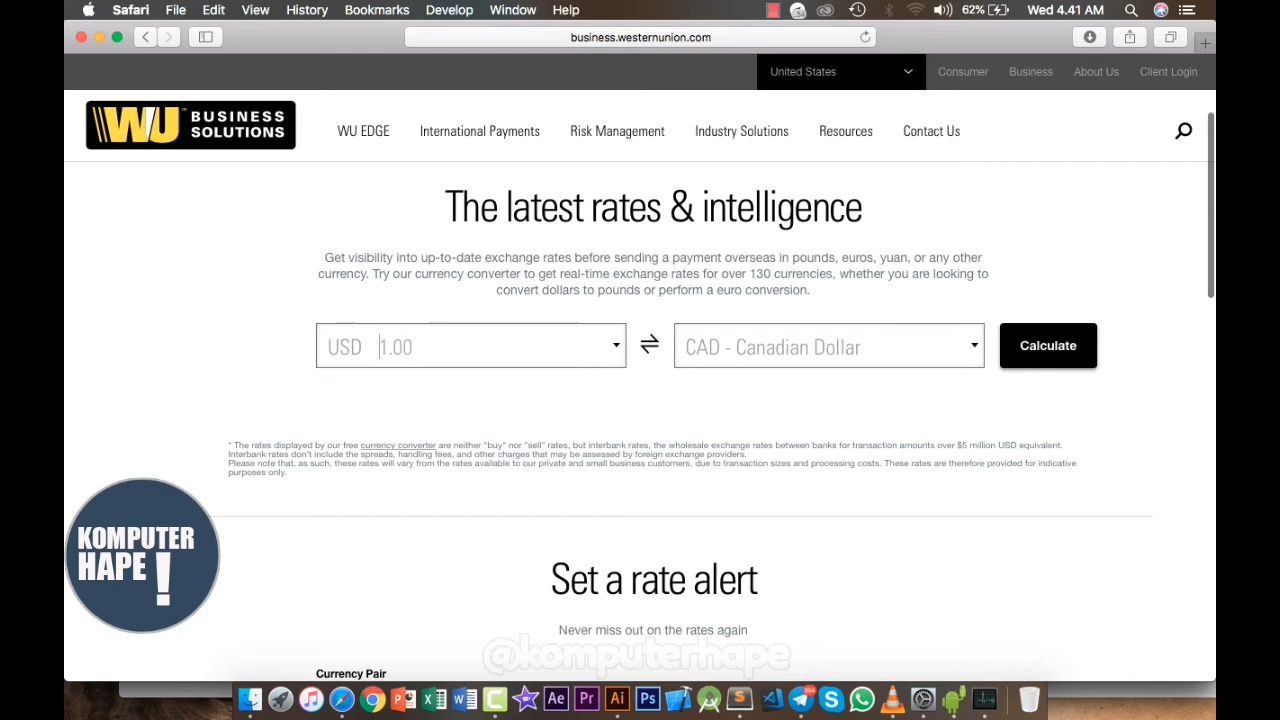 Safari File Edit View History Bookmarks Develop Window Help 62% Wed 4.41 AM
business.westernunion.com
United States Consumer Business About Us Client Login
WU BUSINESS SOLUTIONS
WU EDGE International Payments Risk Management Industry Solutions Resources Contact Us
The latest rates & intelligence
Get visibility into up-to-date exchange rates before sending a payment overseas in pounds, euros, yuan, or any other
currency. Try our currency converter to get real-time exchange rates for over 130 currencies, whether you are looking to
convert dollars to pounds or perform a euro conversion.
USD 1.00 CAD - Canadian Dollar Calculate
* The rates displayed by our free currency converter are neither "buy" nor "sell" rates, but interbank rates, the wholesale exchange rates between banks for transaction amounts over $5 million USD equivalent.
Interbank rates don't include the spreads, handling fees, and other charges that may be assessed by foreign exchange providers.
Please note that, as such, these rates will vary from the rates available to our private and small business customers, due to transaction sizes and processing costs. These rates are therefore provided for indicative
purposes only.
KOMPUTER
HAPE !
Set a rate alert
Never miss out on the rates again
@komputerhape
Currency Pair
P X W Ae Pr Ai Ps S